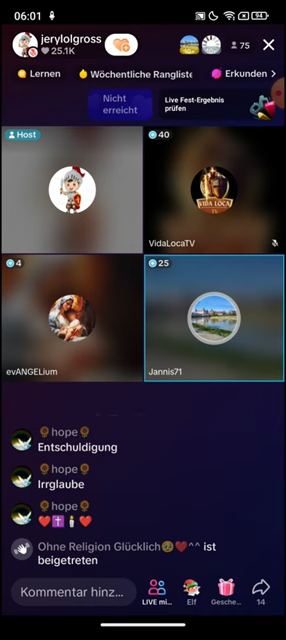 06:01
94
jerylolgross
25.1K
75
Lernen
Wöchentliche Rangliste
Erkunden
Nicht
erreicht
Live Fest-Ergebnis
prüfen
Host
40
VIDA LOCA
VidaLocaTV
4
25
evANGELium
Jannis71
hope
Entschuldigung
hope
Irrglaube
hope
Ohne Religion Glücklich^^ ist
beigetreten
Kommentar hinz...
LIVE mi...
Elf
Gesche...
14